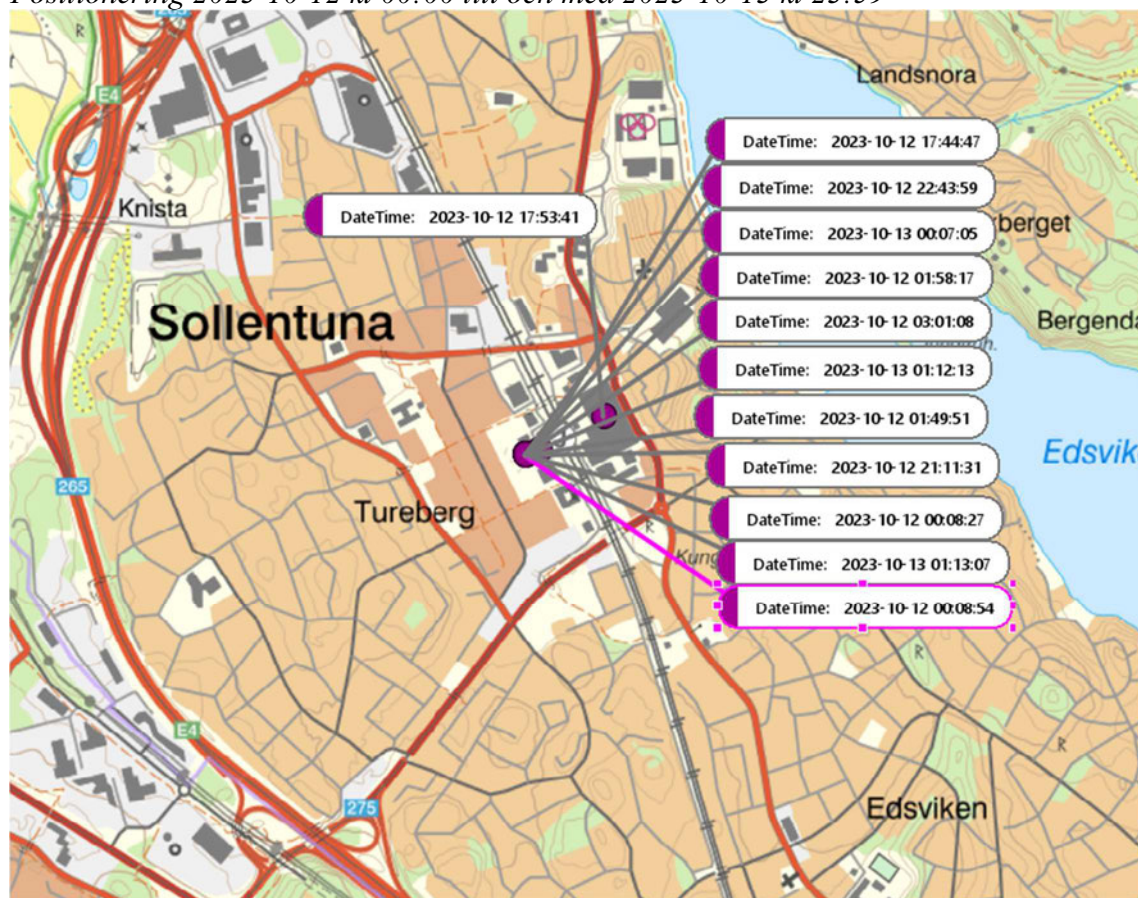 Positionering 2023-10-12 kl 00:00 till och med 2023-10-13 kl 23:59
Landsnora
E4
DateTime: 2023-10-12 17:44:47
DateTime: 2023-10-12 22:43:59
Knista
DateTime: 2023-10-12 17:53:41
DateTime: 2023-10-13 00:07:05
berget
DateTime: 2023-10-12 01:58:17
Sollentuna
DateTime: 2023-10-12 03:01:08
Bergenda
DateTime: 2023-10-13 01:12:13
DateTime: 2023-10-12 01:49:51
Edsvik
DateTime: 2023-10-12 21:11:31
265
Tureberg
DateTime: 2023-10-12 00:08:27
R
Kung
DateTime: 2023-10-13 01:13:07
DateTime: 2023-10-12 00:08:54
R
E4
R
275
Edsviken